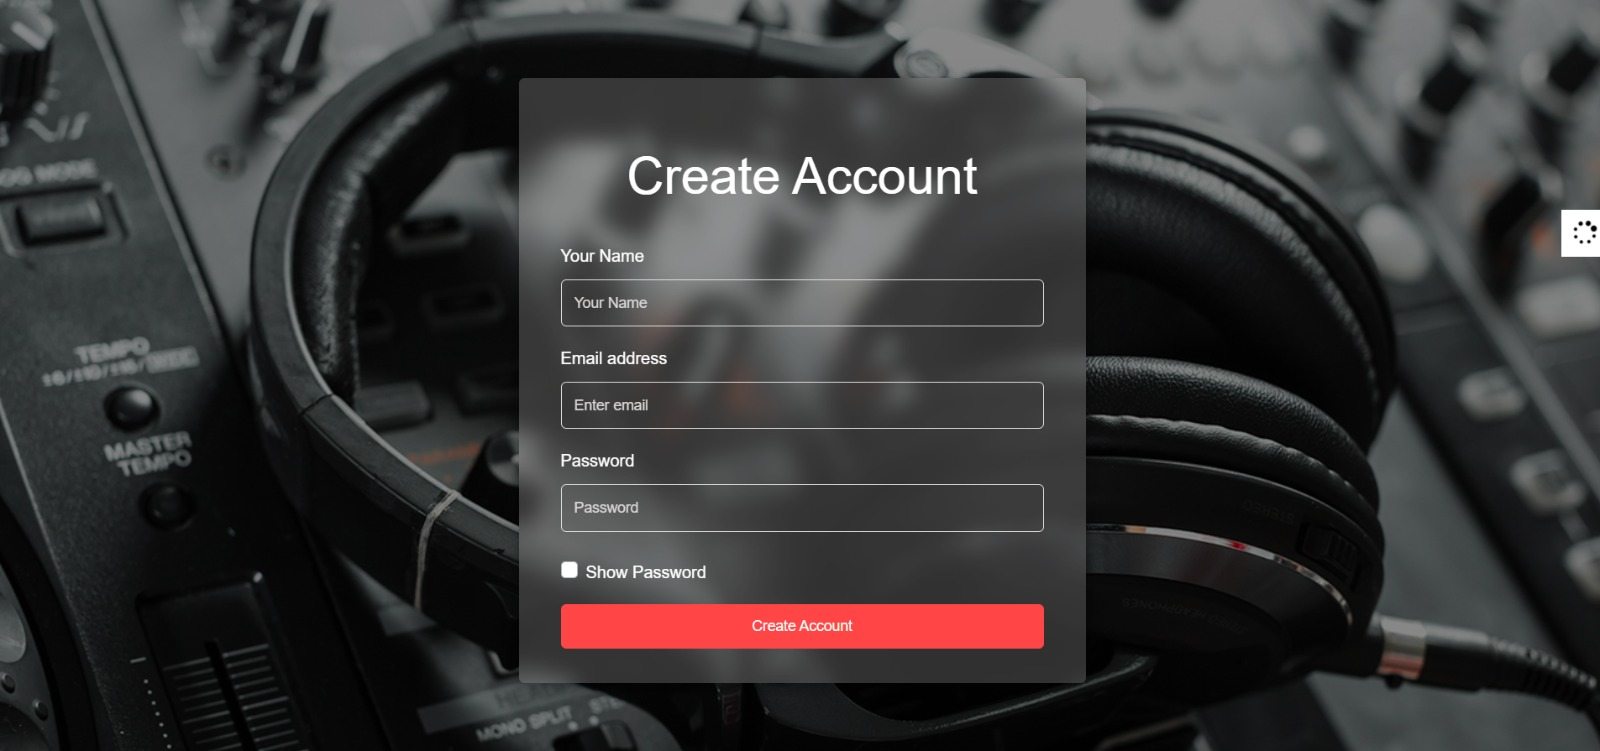 Create Account
Your Name
Your Name
Email address
Enter email
Password
Password
Show Password
Create Account
TEMPO
MASTER
TEMPO
MONO SPLIT
STEREO